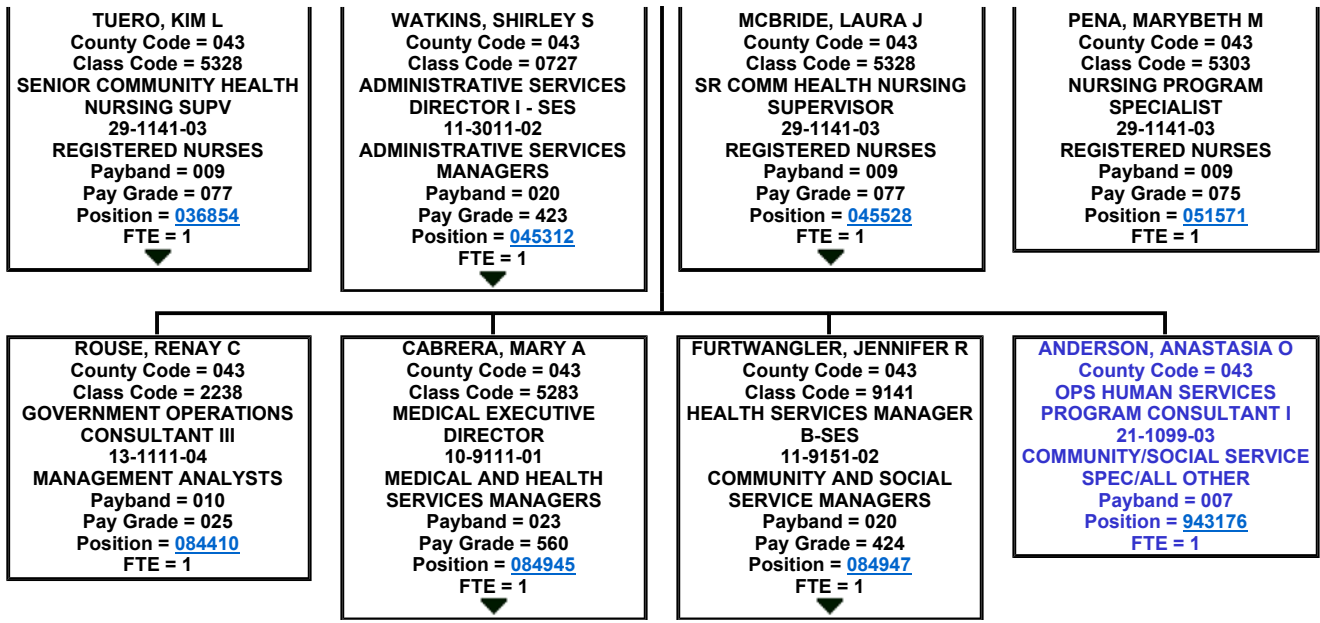 TUERO, KIM L
County Code = 043
Class Code = 5328
SENIOR COMMUNITY HEALTH
NURSING SUPV
29-1141-03
REGISTERED NURSES
Payband = 009
Pay Grade = 077
Position = 036854
FTE = 1
WATKINS, SHIRLEY S
County Code = 043
Class Code = 0727
ADMINISTRATIVE SERVICES
DIRECTOR I - SES
11-3011-02
ADMINISTRATIVE SERVICES
MANAGERS
Payband = 020
Pay Grade = 423
Position = 045312
FTE = 1
MCBRIDE, LAURA J
County Code = 043
Class Code = 5328
SR COMM HEALTH NURSING
SUPERVISOR
29-1141-03
REGISTERED NURSES
Payband = 009
Pay Grade = 077
Position = 045528
FTE = 1
PENA, MARYBETH M
County Code = 043
Class Code = 5303
NURSING PROGRAM
SPECIALIST
29-1141-03
REGISTERED NURSES
Payband = 009
Pay Grade = 075
Position = 051571
FTE = 1
ROUSE, RENAY C
County Code = 043
Class Code = 2238
GOVERNMENT OPERATIONS
CONSULTANT III
13-1111-04
MANAGEMENT ANALYSTS
Payband = 010
Pay Grade = 025
Position = 084410
FTE = 1
CABRERA, MARY A
County Code = 043
Class Code = 5283
MEDICAL EXECUTIVE
DIRECTOR
10-9111-01
MEDICAL AND HEALTH
SERVICES MANAGERS
Payband = 023
Pay Grade = 560
Position = 084945
FTE = 1
FURTWANGLER, JENNIFER R
County Code = 043
Class Code = 9141
HEALTH SERVICES MANAGER
B-SES
11-9151-02
COMMUNITY AND SOCIAL
SERVICE MANAGERS
Payband = 020
Pay Grade = 424
Position = 084947
FTE = 1
ANDERSON, ANASTASIA O
County Code = 043
OPS HUMAN SERVICES
PROGRAM CONSULTANT I
21-1099-03
COMMUNITY/SOCIAL SERVICE
SPEC/ALL OTHER
Payband = 007
Position = 943176
FTE = 1